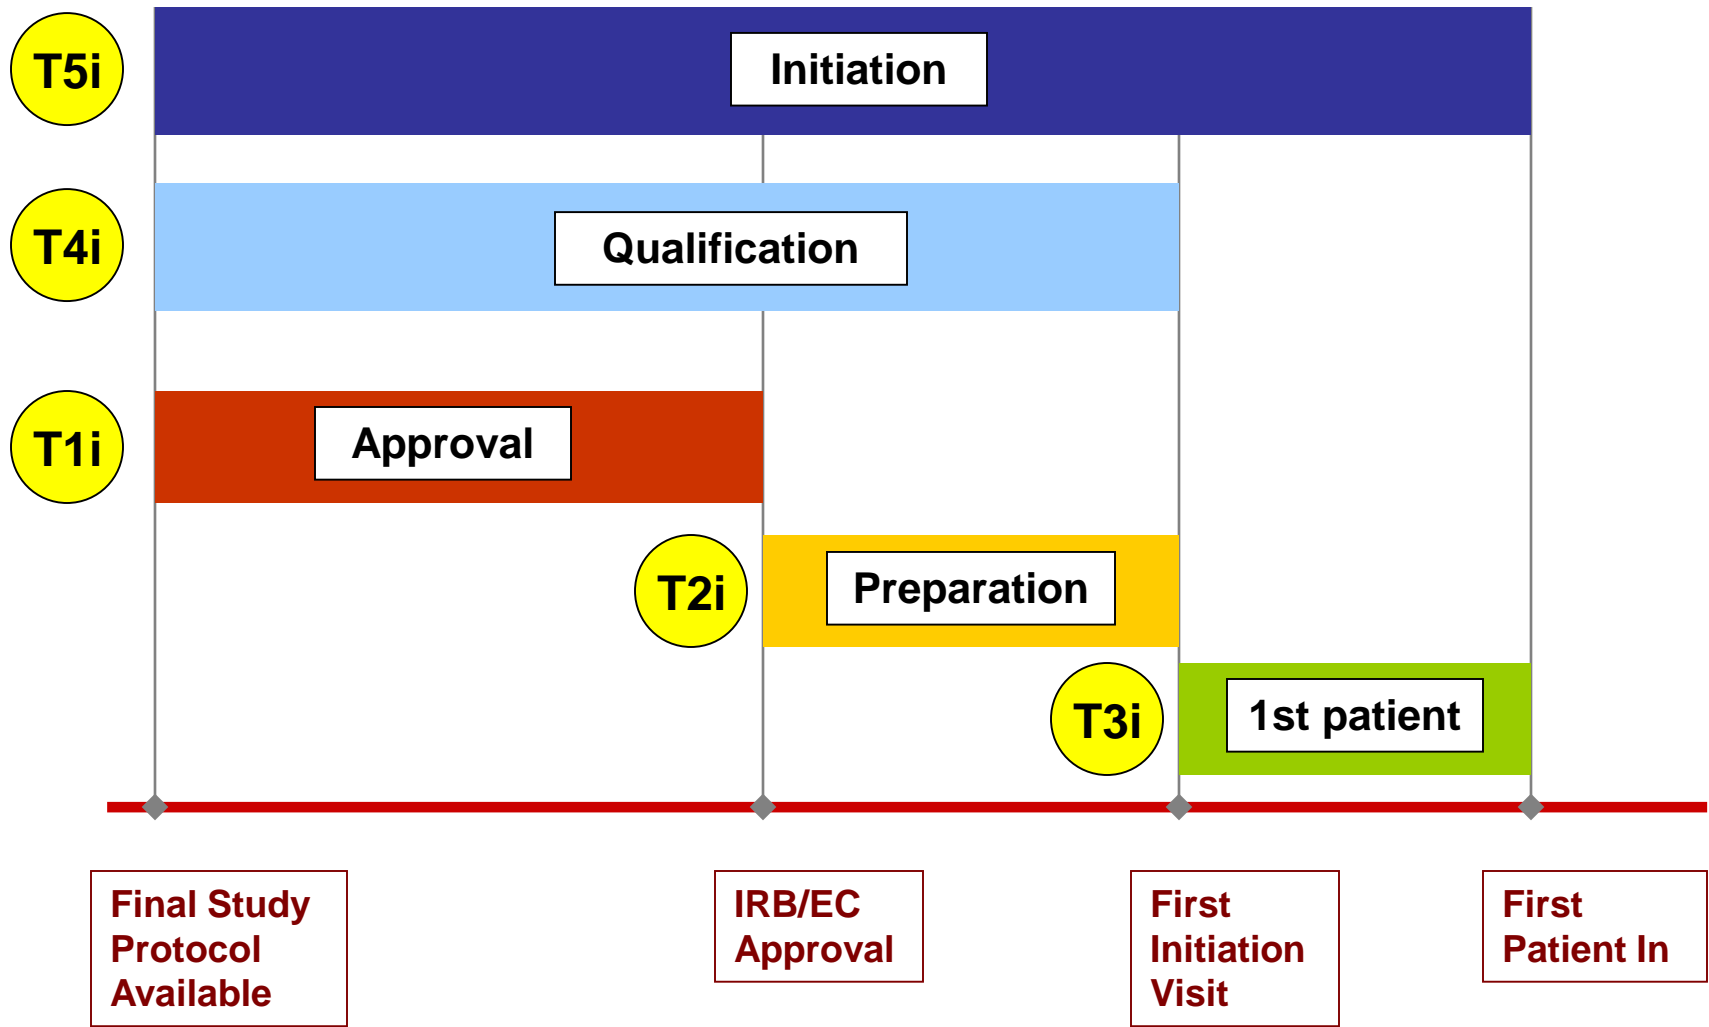 T5i
Initiation
T4i
Qualification
T1i
Approval
T2i
Preparation
T3i
1st patient
Final Study
Protocol
Available
IRB/EC
Approval
First
Initiation
Visit
First
Patient In